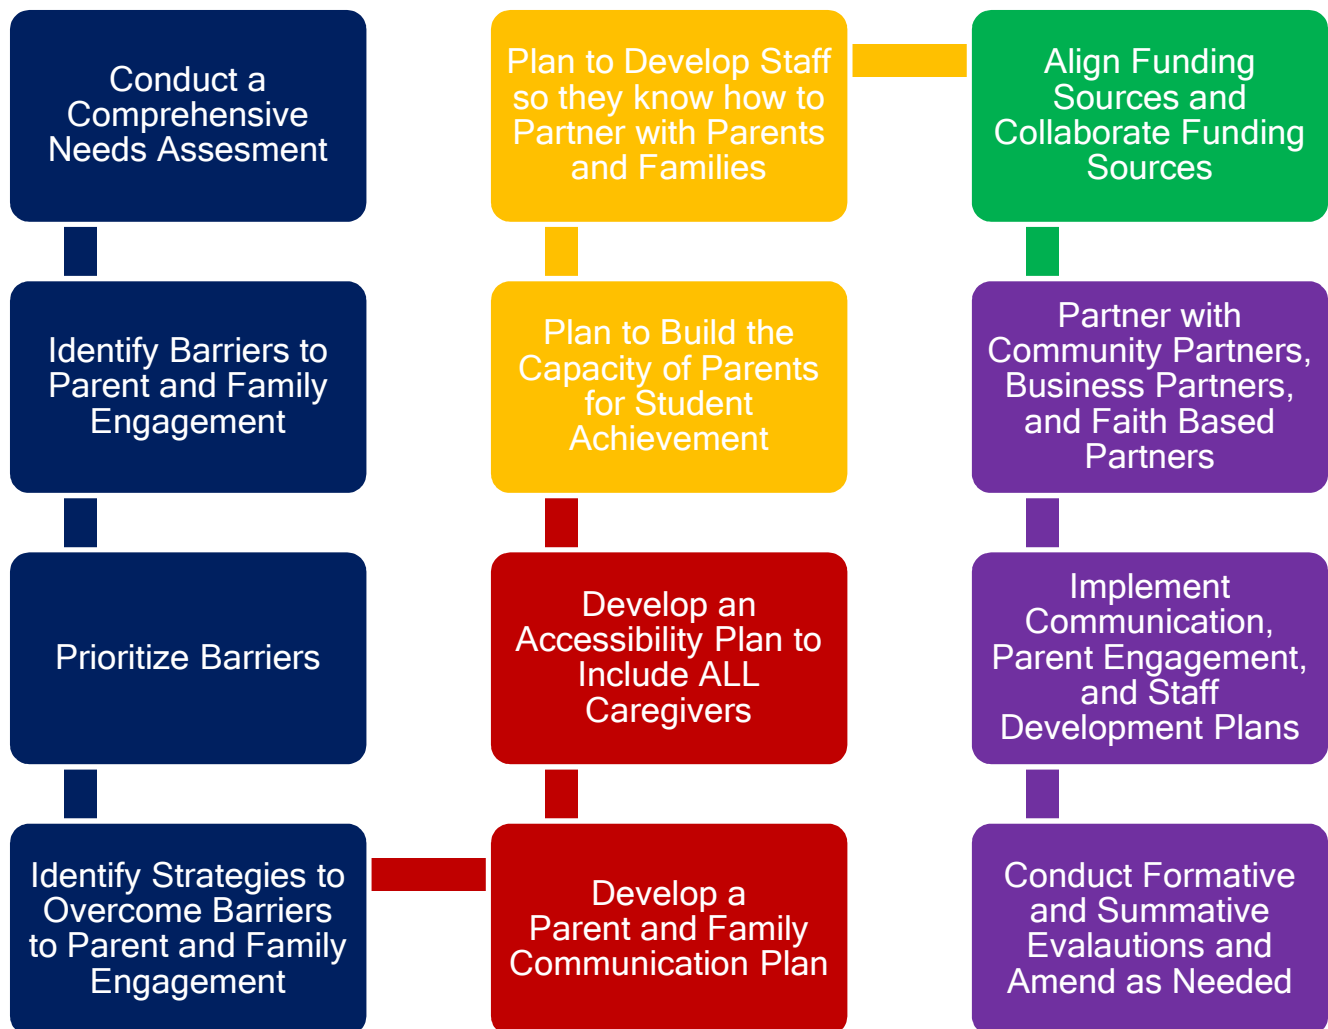 Conduct a
Comprehensive
Needs Assesment
Identify Barriers to
Parent and Family
Engagement
Prioritize Barriers
Identify Strategies to
Overcome Barriers
to Parent and Family
Engagement
Develop a
Parent and Family
Communication Plan
Develop an
Accessibility Plan to
Include ALL
Caregivers
Plan to Build the
Capacity of Parents
for Student
Achievement
Plan to Develop Staff
so they know how to
Partner with Parents
and Families
Align Funding
Sources and
Collaborate Funding
Sources
Partner with
Community Partners,
Business Partners,
and Faith Based
Partners
Implement
Communication,
Parent Engagement,
and Staff
Development Plans
Conduct Formative
and Summative
Evalautions and
Amend as Needed